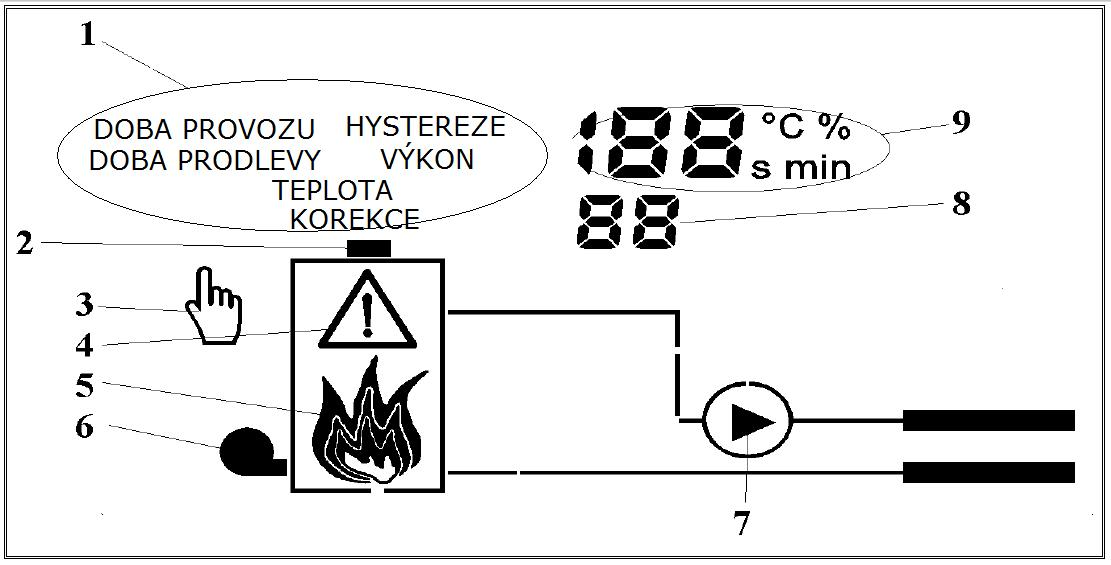 1
DOBA PROVOZU HYSTEREZE
DOBA PRODLEVY VÝKON
TEPLOTA
KOREKCE
188 °C %
s min
9
88
8
2
3
4
5
6
7